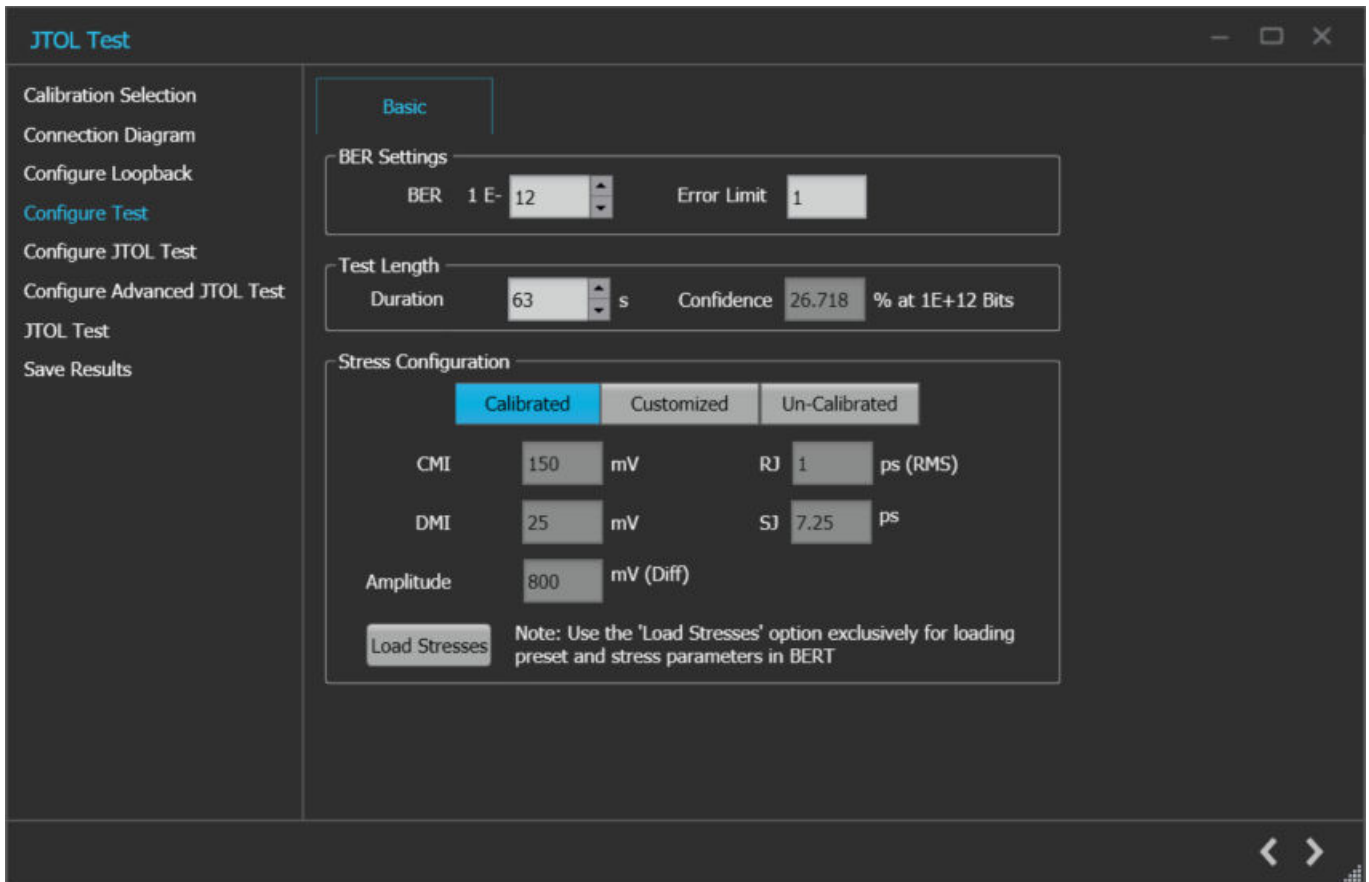 JTOL Test
Calibration Selection
Connection Diagram
Configure Loopback
Configure Test
Configure JTOL Test
Configure Advanced JTOL Test
JTOL Test
Save Results
Basic
BER Settings
BER 1 E- 12 Error Limit 1
Test Length
Duration 63 s Confidence 26.718 % at 1E+12 Bits
Stress Configuration
Calibrated Customized Un-Calibrated
CMI 150 mV RJ 1 ps (RMS)
DMI 25 mV SJ 7.25 ps
Amplitude 800 mV (Diff)
Load Stresses Note: Use the 'Load Stresses' option exclusively for loading
preset and stress parameters in BERT